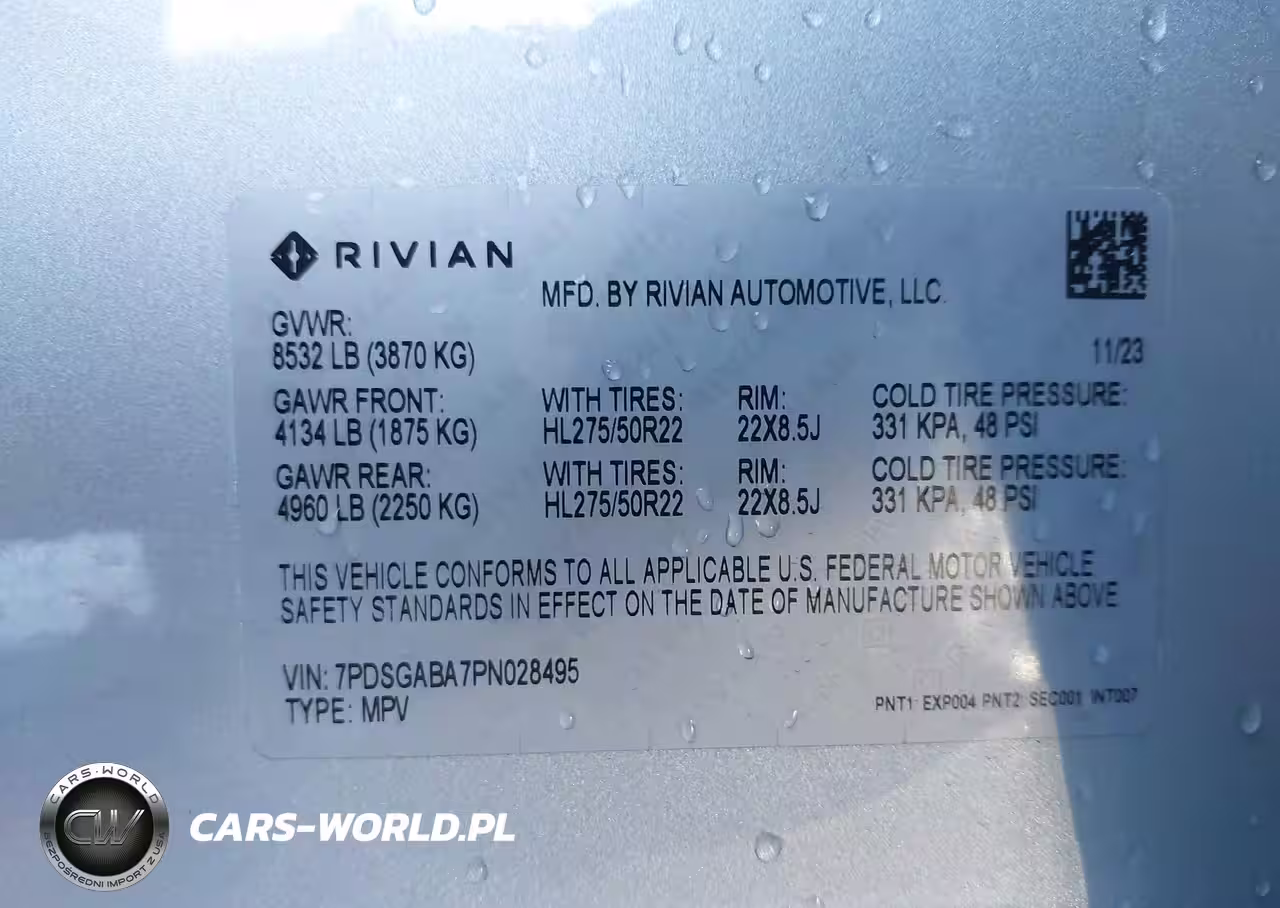 RIVIAN
MFD. BY RIVIAN AUTOMOTIVE, LLC.
GVWR:
8532 LB (3870 KG)
11/23
GAWR FRONT: WITH TIRES: RIM: COLD TIRE PRESSURE:
4134 LB (1875 KG) HL275/50R22 22X8.5J 331 KPA, 48 PSI
GAWR REAR: WITH TIRES: RIM: COLD TIRE PRESSURE:
4960 LB (2250 KG) HL275/50R22 22X8.5J 331 KPA, 48 PSI
THIS VEHICLE CONFORMS TO ALL APPLICABLE U.S. FEDERAL MOTOR VEHICLE
SAFETY STANDARDS IN EFFECT ON THE DATE OF MANUFACTURE SHOWN ABOVE
VIN: 7PDSGABA7PN028495
TYPE: MPV
PNT1: EXP004 PNT2: SEC001 INT007
CARS-WORLD
CW
BEZPOŚREDNI IMPORT Z USA
CARS-WORLD.PL